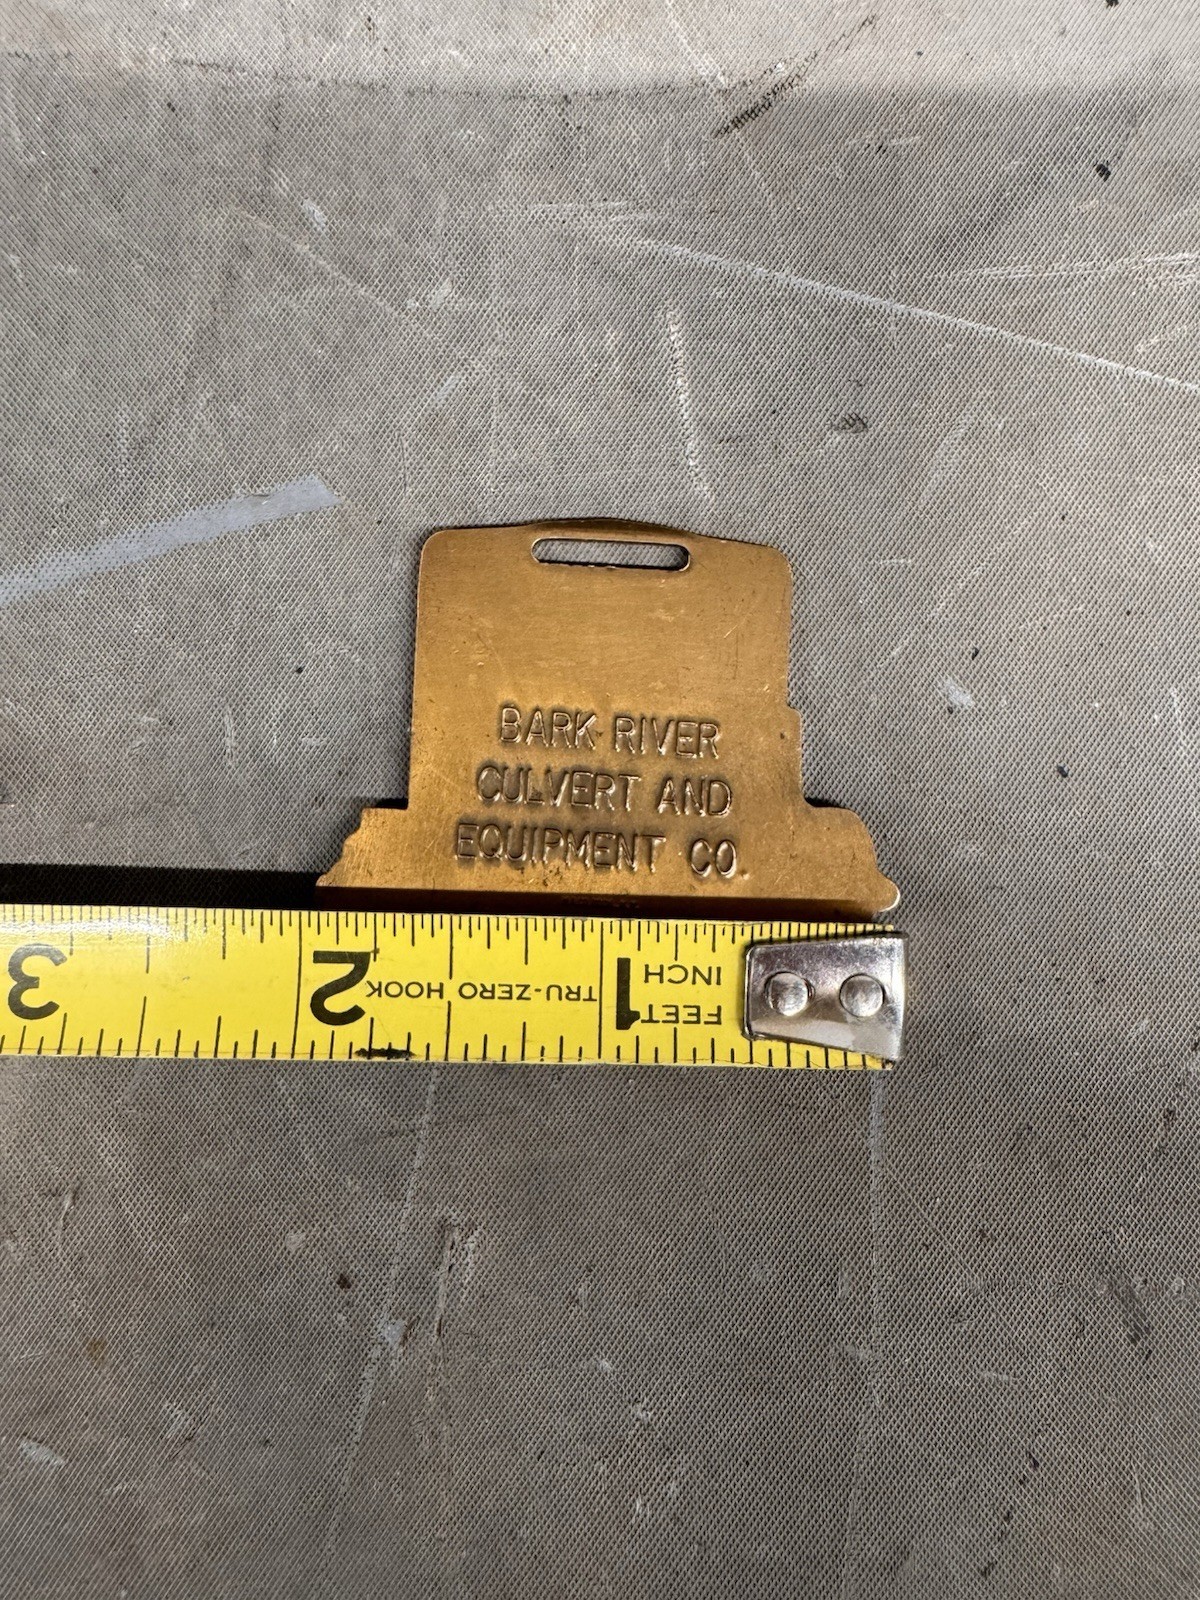 BARK RIVER
CULVERT AND
EQUIPMENT CO.
3
2
TRU-ZERO HOOK
1
INCH
FEET